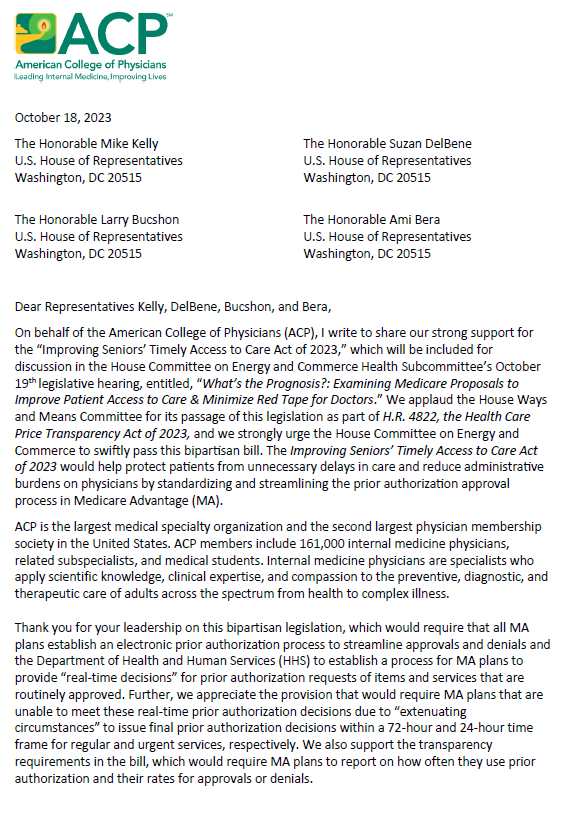 ACP℠
American College of Physicians
Leading Internal Medicine, Improving Lives
October 18, 2023
The Honorable Mike Kelly
U.S. House of Representatives
Washington, DC 20515
The Honorable Suzan DelBene
U.S. House of Representatives
Washington, DC 20515
The Honorable Larry Bucshon
U.S. House of Representatives
Washington, DC 20515
The Honorable Ami Bera
U.S. House of Representatives
Washington, DC 20515
Dear Representatives Kelly, DelBene, Bucshon, and Bera,
On behalf of the American College of Physicians (ACP), I write to share our strong support for
the “Improving Seniors’ Timely Access to Care Act of 2023,” which will be included for
discussion in the House Committee on Energy and Commerce Health Subcommittee’s October
19th legislative hearing, entitled, “What’s the Prognosis?: Examining Medicare Proposals to
Improve Patient Access to Care & Minimize Red Tape for Doctors.” We applaud the House Ways
and Means Committee for its passage of this legislation as part of H.R. 4822, the Health Care
Price Transparency Act of 2023, and we strongly urge the House Committee on Energy and
Commerce to swiftly pass this bipartisan bill. The Improving Seniors’ Timely Access to Care Act
of 2023 would help protect patients from unnecessary delays in care and reduce administrative
burdens on physicians by standardizing and streamlining the prior authorization approval
process in Medicare Advantage (MA).
ACP is the largest medical specialty organization and the second largest physician membership
society in the United States. ACP members include 161,000 internal medicine physicians,
related subspecialists, and medical students. Internal medicine physicians are specialists who
apply scientific knowledge, clinical expertise, and compassion to the preventive, diagnostic, and
therapeutic care of adults across the spectrum from health to complex illness.
Thank you for your leadership on this bipartisan legislation, which would require that all MA
plans establish an electronic prior authorization process to streamline approvals and denials and
the Department of Health and Human Services (HHS) to establish a process for MA plans to
provide “real-time decisions” for prior authorization requests of items and services that are
routinely approved. Further, we appreciate the provision that would require MA plans that are
unable to meet these real-time prior authorization decisions due to “extenuating
circumstances” to issue final prior authorization decisions within a 72-hour and 24-hour time
frame for regular and urgent services, respectively. We also support the transparency
requirements in the bill, which would require MA plans to report on how often they use prior
authorization and their rates for approvals or denials.